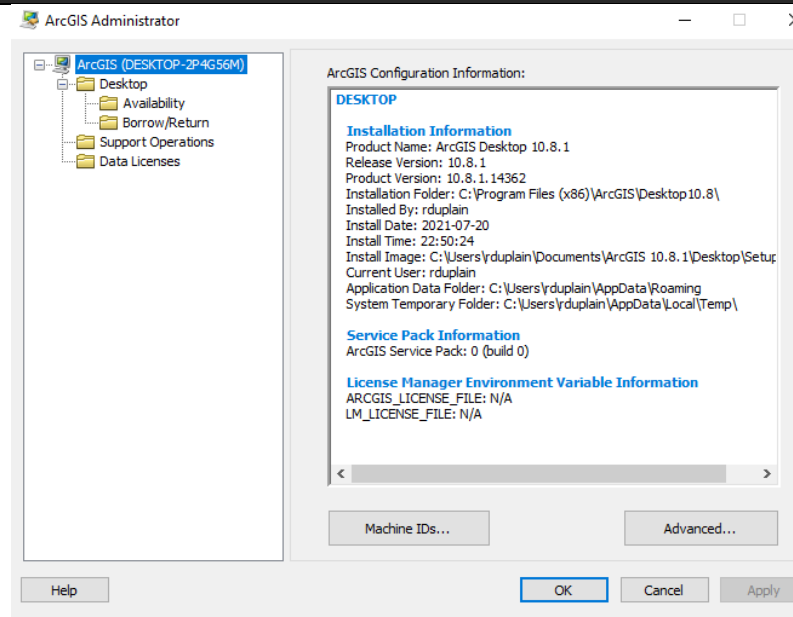 ArcGIS Administrator
ArcGIS (DESKTOP-2P4G56M)
Desktop
Availability
Borrow/Return
Support Operations
Data Licenses
ArcGIS Configuration Information:
DESKTOP
Installation Information
Product Name: ArcGIS Desktop 10.8.1
Release Version: 10.8.1
Product Version: 10.8.1.14362
Installation Folder: C:\Program Files (x86)\ArcGIS\Desktop10.8\
Installed By: rduplain
Install Date: 2021-07-20
Install Time: 22:50:24
Install Image: C:\Users\rduplain\Documents\ArcGIS 10.8.1\Desktop\Setup
Current User: rduplain
Application Data Folder: C:\Users\rduplain\AppData\Roaming
System Temporary Folder: C:\Users\rduplain\AppData\Local\Temp\
Service Pack Information
ArcGIS Service Pack: 0 (build 0)
License Manager Environment Variable Information
ARCGIS_LICENSE_FILE: N/A
LM_LICENSE_FILE: N/A
Machine IDs...
Advanced...
Help
OK
Cancel
Apply